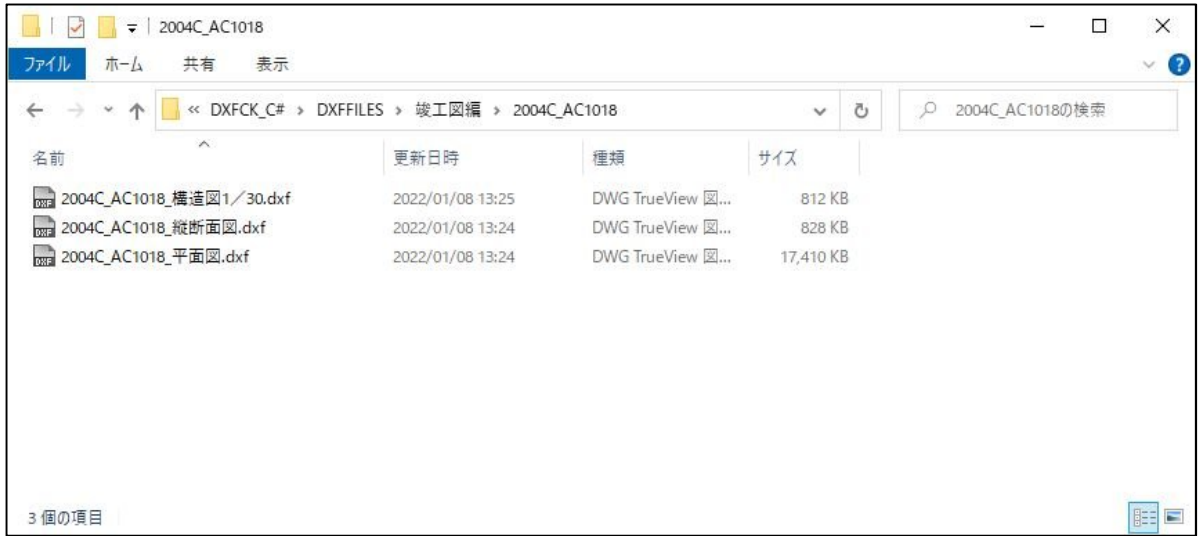 2004C_AC1018
ファイル ホーム 共有 表示
« DXFCK_C# › DXFFILES › 竣工図編 › 2004C_AC1018 2004C_AC1018の検索
名前 更新日時 種類 サイズ
2004C_AC1018_構造図1／30.dxf 2022/01/08 13:25 DWG TrueView 図... 812 KB
2004C_AC1018_縦断面図.dxf 2022/01/08 13:24 DWG TrueView 図... 828 KB
2004C_AC1018_平面図.dxf 2022/01/08 13:24 DWG TrueView 図... 17,410 KB
3 個の項目